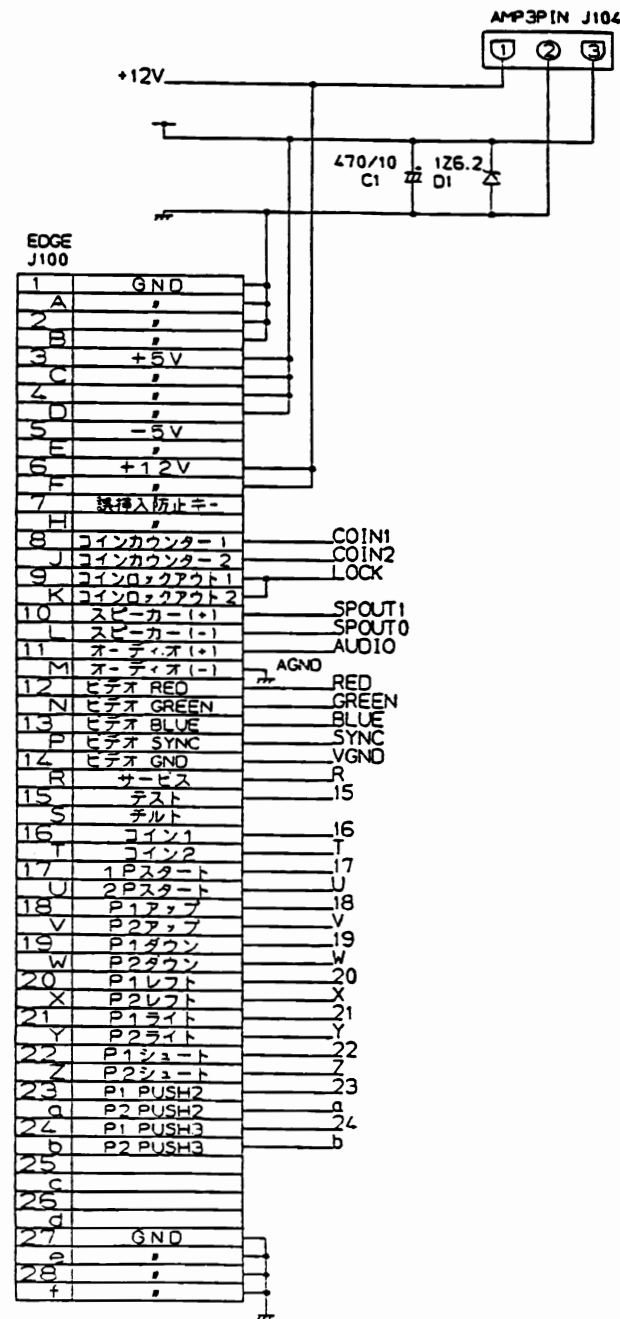 AMP3PIN J104
1 2 3
+12V
470/10
C1
1Z6.2
D1
EDGE
J100
1 GND
A 〃
2 〃
B 〃
3 +5V
C 〃
4 〃
D 〃
5 -5V
E 〃
6 +12V
F 〃
7 誤挿入防止キー
H 〃
8 コインカウンター1 COIN1
J コインカウンター2 COIN2
9 コインロックアウト1 LOCK
K コインロックアウト2
10 スピーカー(+) SPOUT1
L スピーカー(-) SPOUT0
11 オーディオ(+) AUDIO
M オーディオ(-) AGND
12 ビデオ RED RED
N ビデオ GREEN GREEN
13 ビデオ BLUE BLUE
P ビデオ SYNC SYNC
14 ビデオ GND VGND
R サービス R
15 テスト 15
S チルト
16 コイン1 16
T コイン2 T
17 1Pスタート 17
U 2Pスタート U
18 P1アップ 18
V P2アップ V
19 P1ダウン 19
W P2ダウン W
20 P1レフト 20
X P2レフト X
21 P1ライト 21
Y P2ライト Y
22 P1シュート 22
Z P2シュート Z
23 P1 PUSH2 23
a P2 PUSH2 a
24 P1 PUSH3 24
b P2 PUSH3 b
25
c
26
d
27 GND
e 〃
28 〃
f 〃